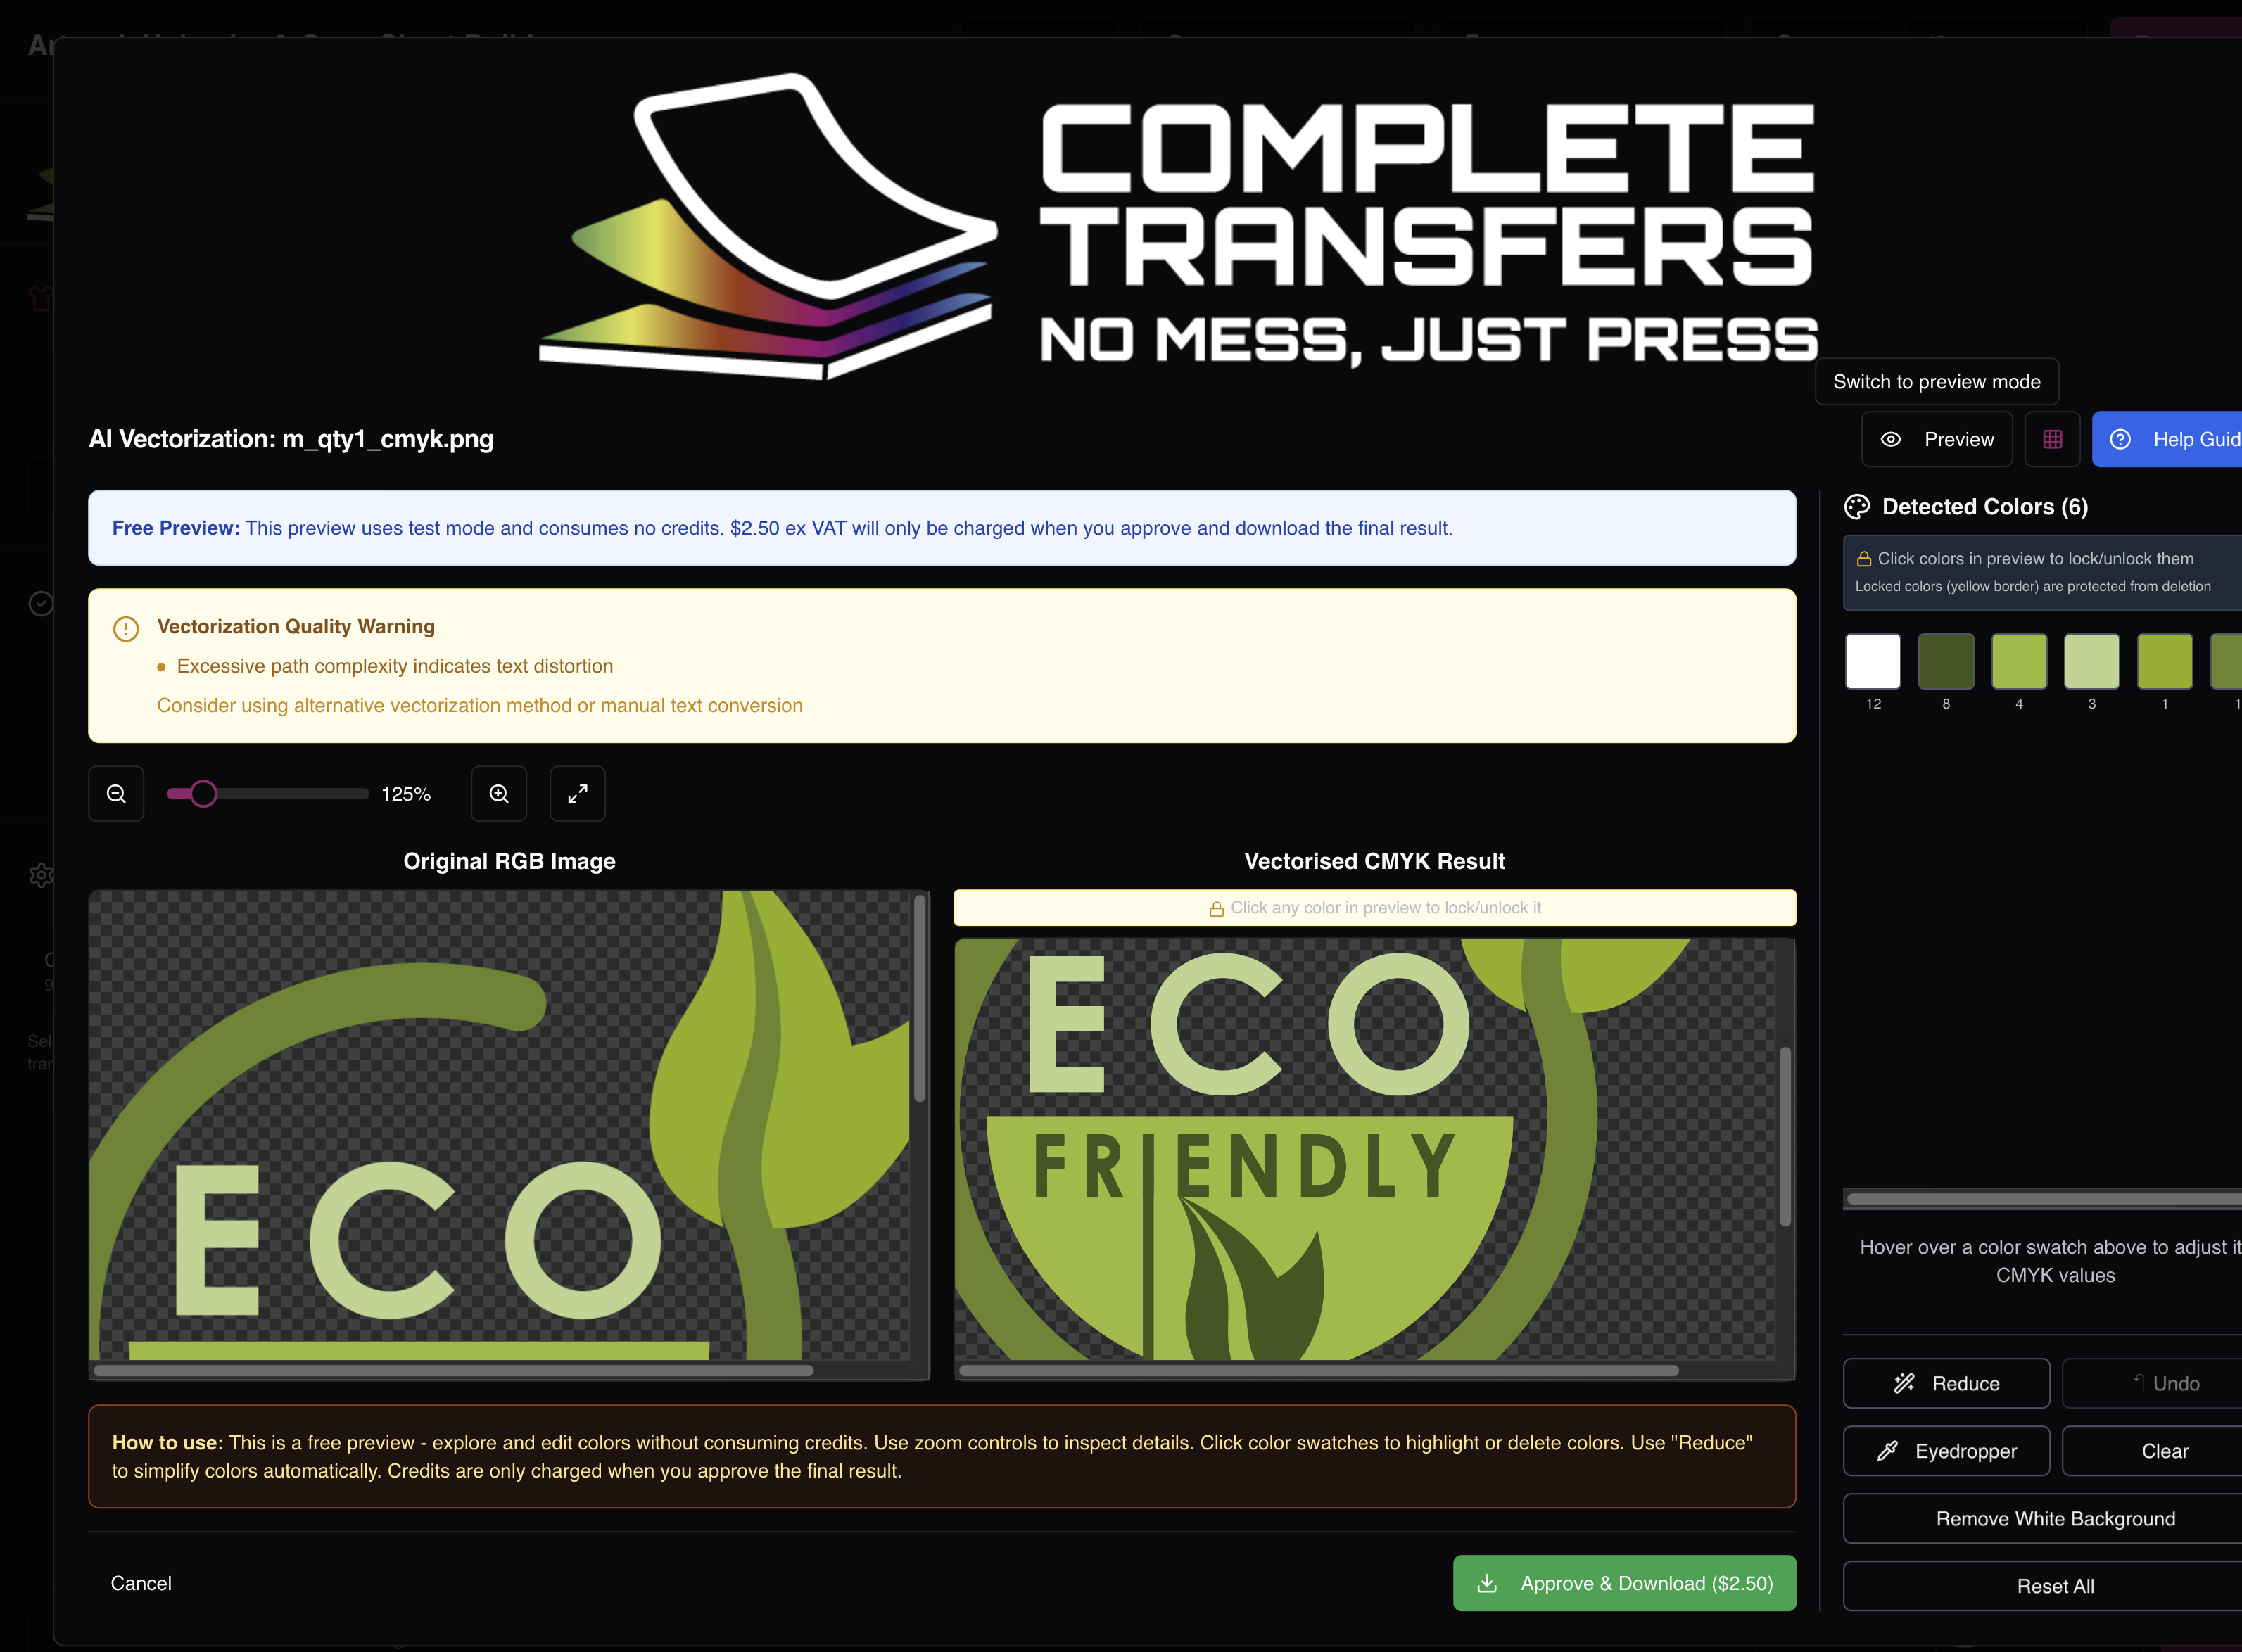 COMPLETE
TRANSFERS
NO MESS, JUST PRESS
Switch to preview mode
AI Vectorization: m_qty1_cmyk.png
Preview
Help Guid
Free Preview: This preview uses test mode and consumes no credits. $2.50 ex VAT will only be charged when you approve and download the final result.
Detected Colors (6)
Click colors in preview to lock/unlock them
Locked colors (yellow border) are protected from deletion
Vectorization Quality Warning
Excessive path complexity indicates text distortion
Consider using alternative vectorization method or manual text conversion
12 8 4 3 1 1
125%
Original RGB Image
Vectorised CMYK Result
Click any color in preview to lock/unlock it
ECO
ECO
FRIENDLY
Hover over a color swatch above to adjust it
CMYK values
Reduce
Undo
Eyedropper
Clear
Remove White Background
Reset All
How to use: This is a free preview - explore and edit colors without consuming credits. Use zoom controls to inspect details. Click color swatches to highlight or delete colors. Use "Reduce"
to simplify colors automatically. Credits are only charged when you approve the final result.
Cancel
Approve & Download ($2.50)